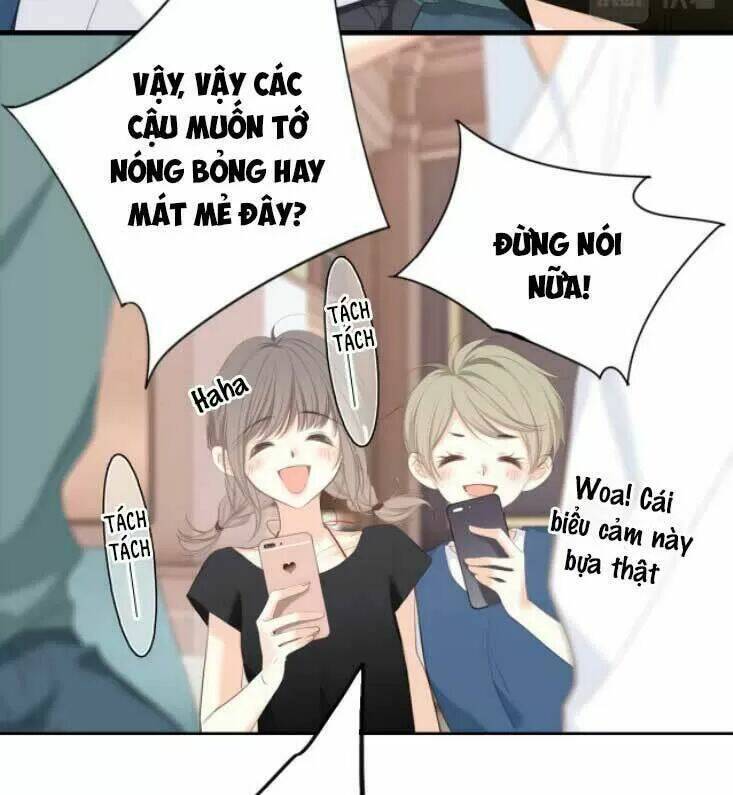 VẬY, VẬY CÁC
CẬU MUỐN TỚ
NÓNG BỎNG HAY
MÁT MẺ ĐÂY?
ĐỪNG NÓI
NỮA!
TÁCH
TÁCH
Haha
TÁCH
TÁCH
Woa! Cái
biểu cảm này
bựa thật